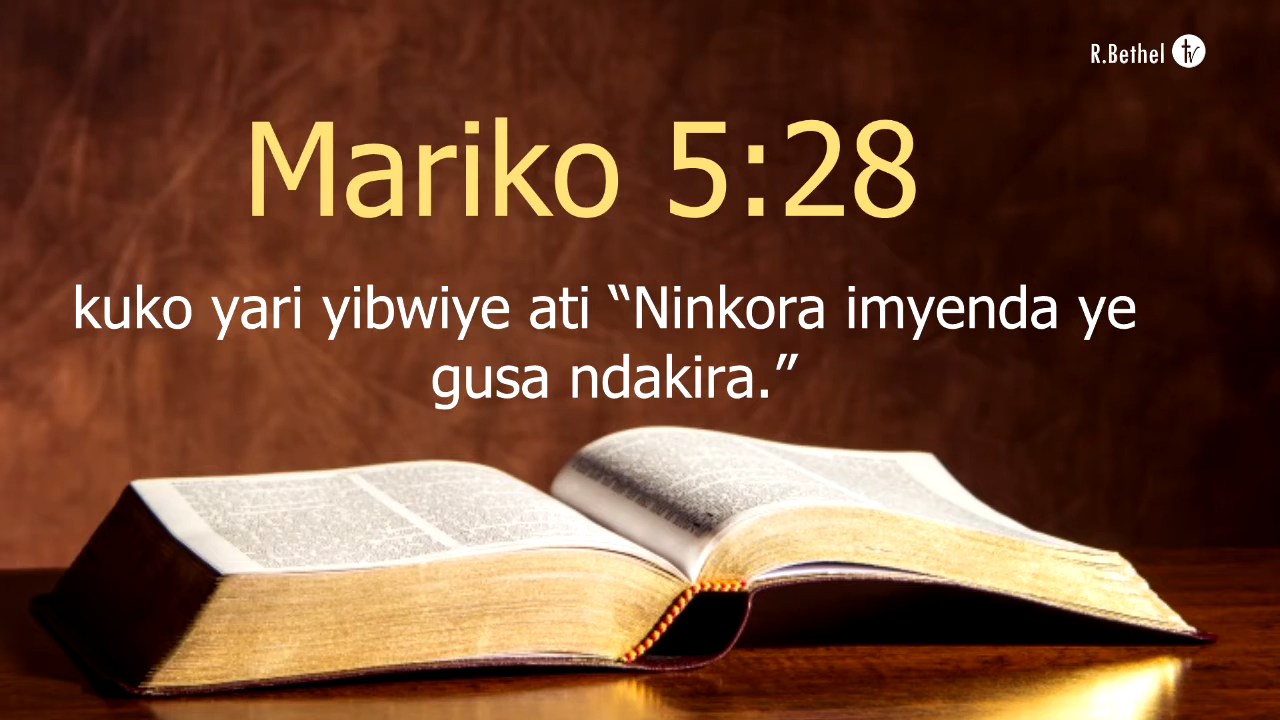 R.Bethel tv
Mariko 5:28
kuko yari yibwiye ati “Ninkora imyenda ye
gusa ndakira.”